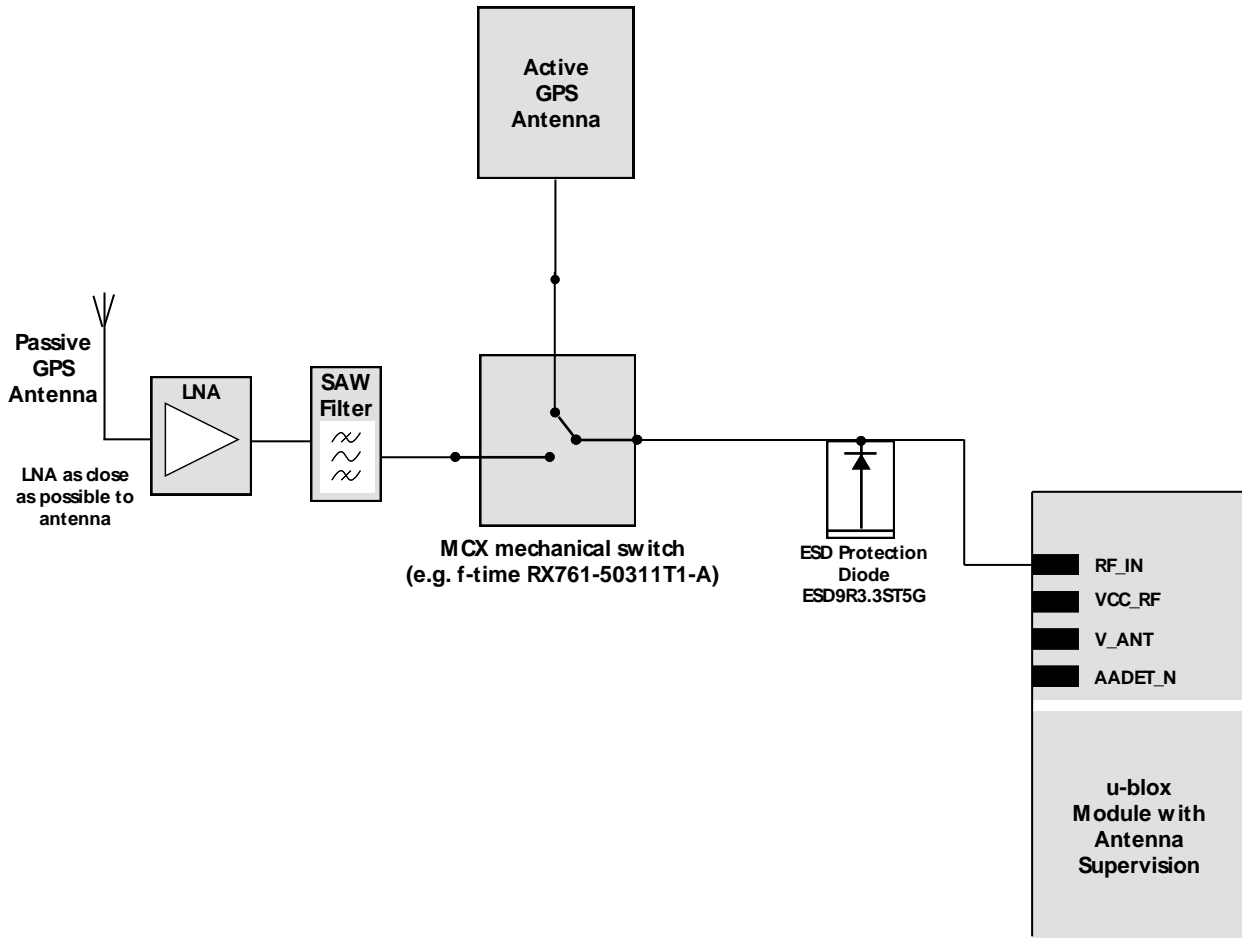 Active
GPS
Antenna
Passive
GPS
Antenna
LNA
SAW
Filter
LNA as close
as possible to
antenna
MCX mechanical switch
(e.g. f-time RX761-50311T1-A)
ESD Protection
Diode
ESD9R3.3ST5G
RF_IN
VCC_RF
V_ANT
AADET_N
u-blox
Module with
Antenna
Supervision